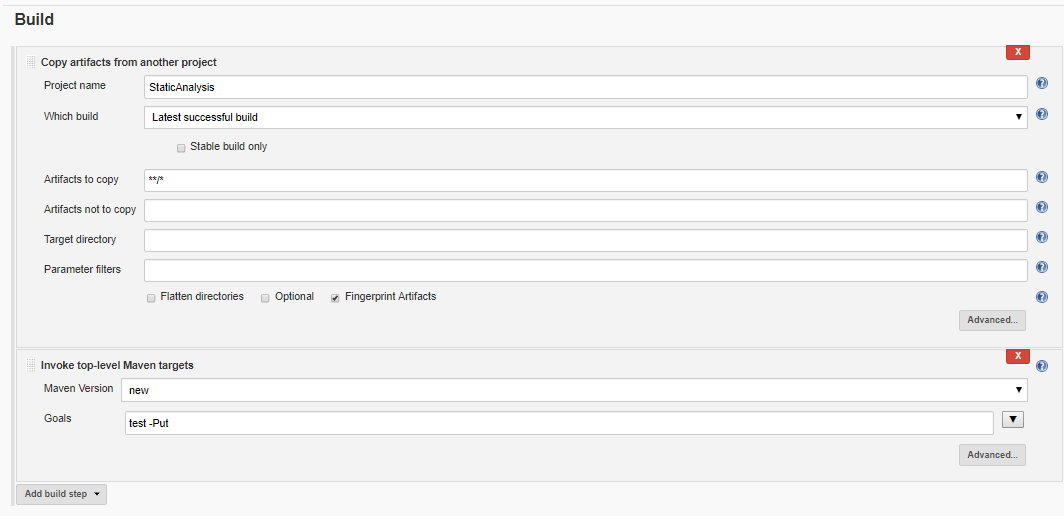 Build
X
Copy artifacts from another project
Project name StaticAnalysis ?
Which build Latest successful build ▼ ?
Stable build only
Artifacts to copy **/* ?
Artifacts not to copy ?
Target directory ?
Parameter filters ?
Flatten directories Optional Fingerprint Artifacts ?
Advanced...
X
Invoke top-level Maven targets ?
Maven Version new ▼
Goals test -Put ▼
Advanced...
Add build step ▼